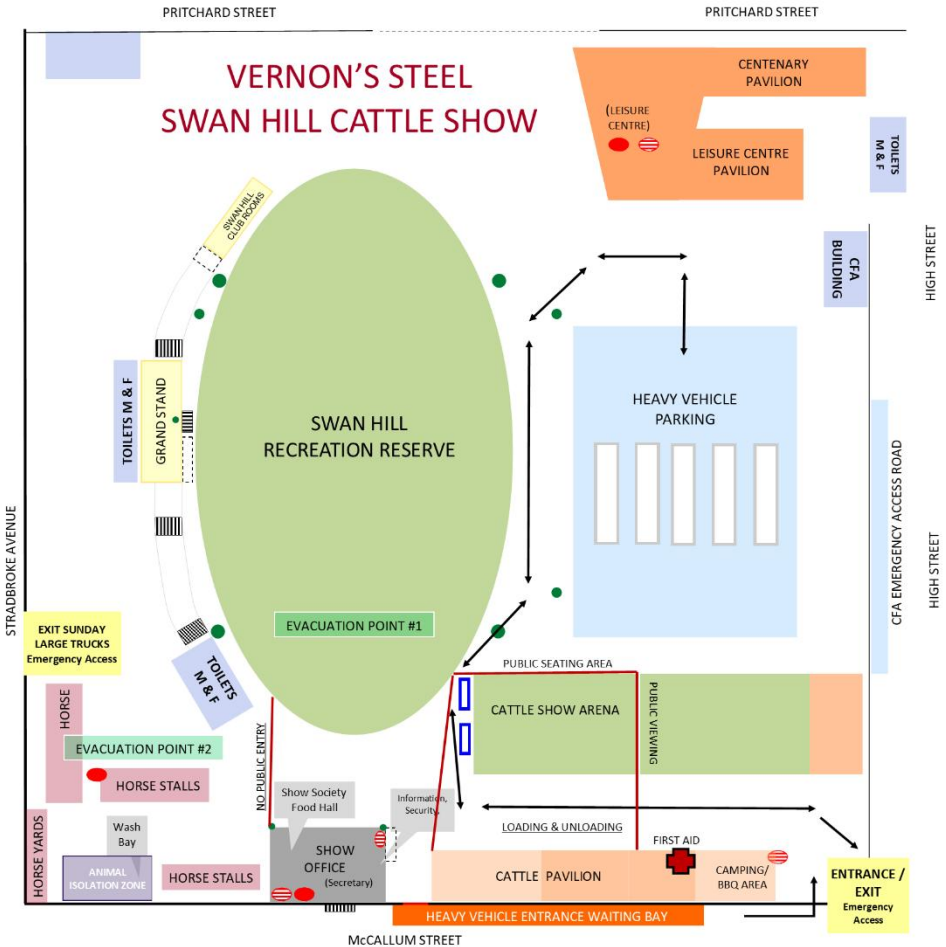 PRITCHARD STREET
PRITCHARD STREET
VERNON'S STEEL
SWAN HILL CATTLE SHOW
CENTENARY
PAVILION
(LEISURE
CENTRE)
LEISURE CENTRE
PAVILION
TOILETS
M & F
SWAN HILL
CLUB ROOMS
CFA
BUILDING
HIGH STREET
TOILETS M & F
GRAND STAND
SWAN HILL
RECREATION RESERVE
HEAVY VEHICLE
PARKING
STRADBROKE AVENUE
CFA EMERGENCY ACCESS ROAD
HIGH STREET
EVACUATION POINT #1
EXIT SUNDAY
LARGE TRUCKS
Emergency Access
TOILETS
M & F
PUBLIC SEATING AREA
HORSE
CATTLE SHOW ARENA
PUBLIC VIEWING
EVACUATION POINT #2
NO PUBLIC ENTRY
HORSE STALLS
Show Society
Food Hall
Information,
Security,
HORSE YARDS
Wash
Bay
LOADING & UNLOADING
FIRST AID
SHOW
OFFICE
(Secretary)
ANIMAL
ISOLATION ZONE
HORSE STALLS
CATTLE PAVILION
CAMPING/
BBQ AREA
ENTRANCE /
EXIT
Emergency
Access
HEAVY VEHICLE ENTRANCE WAITING BAY
McCALLUM STREET